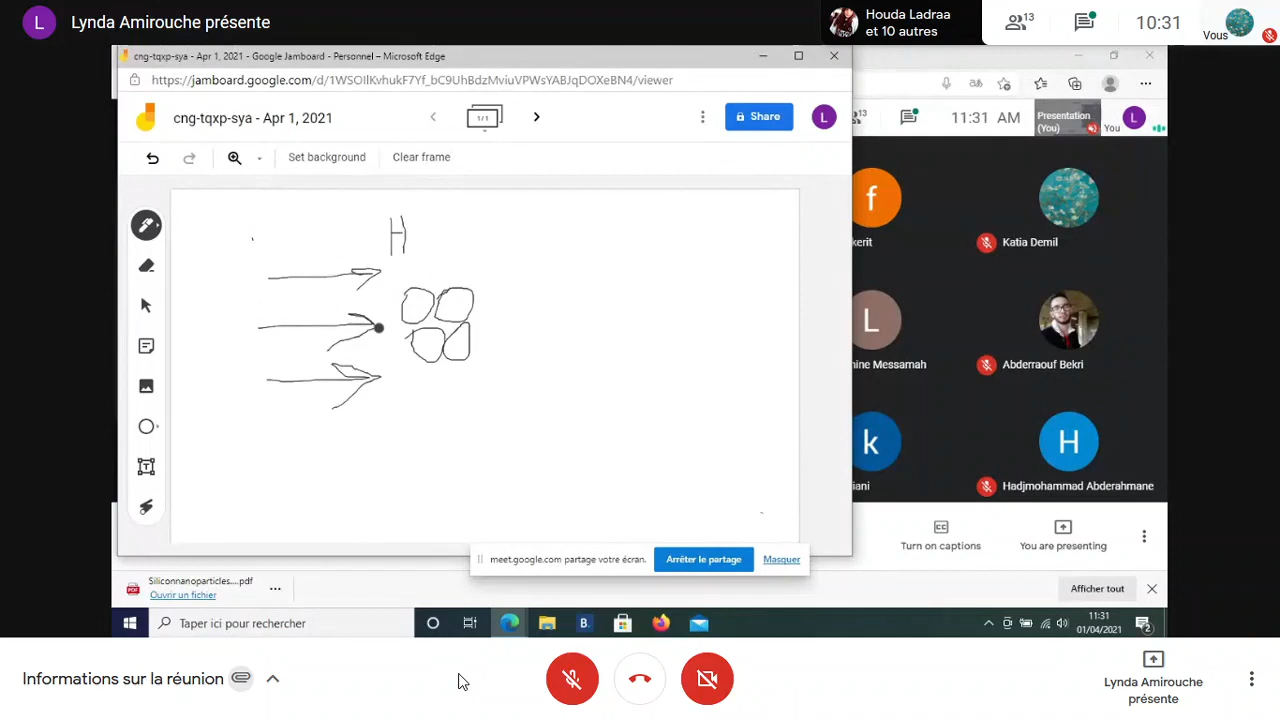 L Lynda Amirouche présente
Houda Ladraa
et 10 autres
13
10:31
Vous
cng-tqxp-sya - Apr 1, 2021 - Google Jamboard - Personnel – Microsoft Edge
https://jamboard.google.com/d/1WSOIlKvhukF7Yf_bC9UhBdzMviuVPWsYABJqDOXeBN4/viewer
cng-tqxp-sya - Apr 1, 2021
1/1
Share
L
13
11:31 AM
Presentation
(You)
You
L
Set background
Clear frame
H
f
kerit
Katia Demil
L
nine Messamah
Abderraouf Bekri
k
iani
H
Hadjmohammad Abderahmane
Turn on captions
You are presenting
meet.google.com partage votre écran.
Arrêter le partage
Masquer
Siliconnanoparticles....pdf
Ouvrir un fichier
Afficher tout
Taper ici pour rechercher
B.
11:31
01/04/2021
2
Informations sur la réunion
Lynda Amirouche
présente